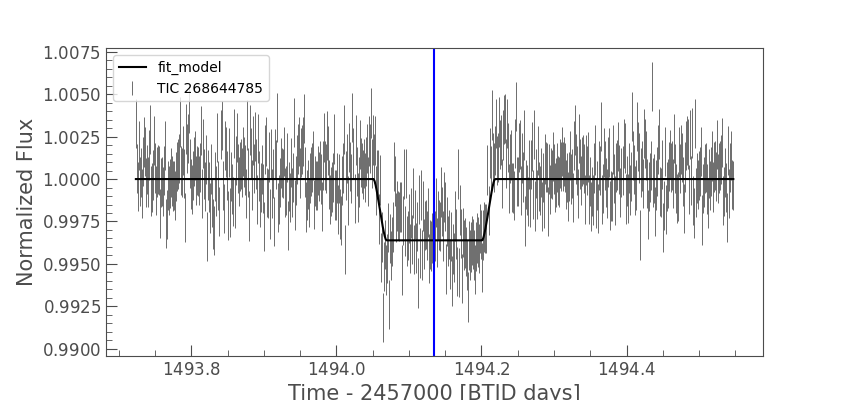 1.0075
1.0050
1.0025
1.0000
0.9975
0.9950
0.9925
0.9900
Normalized Flux
fit_model
TIC 268644785
1493.8 1494.0 1494.2 1494.4
Time - 2457000 [BTJD days]